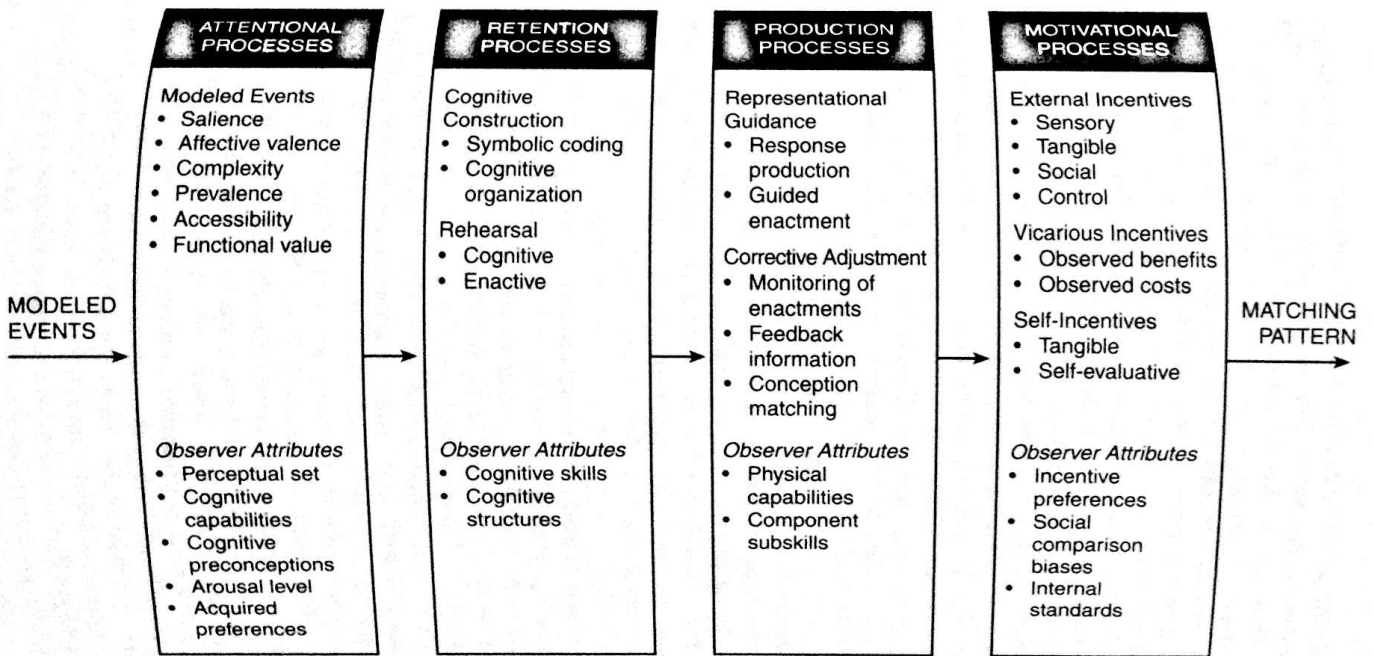 ATTENTIONAL
PROCESSES
Modeled Events
• Salience
• Affective valence
• Complexity
• Prevalence
• Accessibility
• Functional value
Observer Attributes
• Perceptual set
• Cognitive
capabilities
• Cognitive
preconceptions
• Arousal level
• Acquired
preferences
RETENTION
PROCESSES
Cognitive
Construction
• Symbolic coding
• Cognitive
organization
Rehearsal
• Cognitive
• Enactive
Observer Attributes
• Cognitive skills
• Cognitive
structures
PRODUCTION
PROCESSES
Representational
Guidance
• Response
production
• Guided
enactment
Corrective Adjustment
• Monitoring of
enactments
• Feedback
information
• Conception
matching
Observer Attributes
• Physical
capabilities
• Component
subskills
MOTIVATIONAL
PROCESSES
External Incentives
• Sensory
• Tangible
• Social
• Control
Vicarious Incentives
• Observed benefits
• Observed costs
Self-Incentives
• Tangible
• Self-evaluative
Observer Attributes
• Incentive
preferences
• Social
comparison
biases
• Internal
standards
MODELED
EVENTS
MATCHING
PATTERN